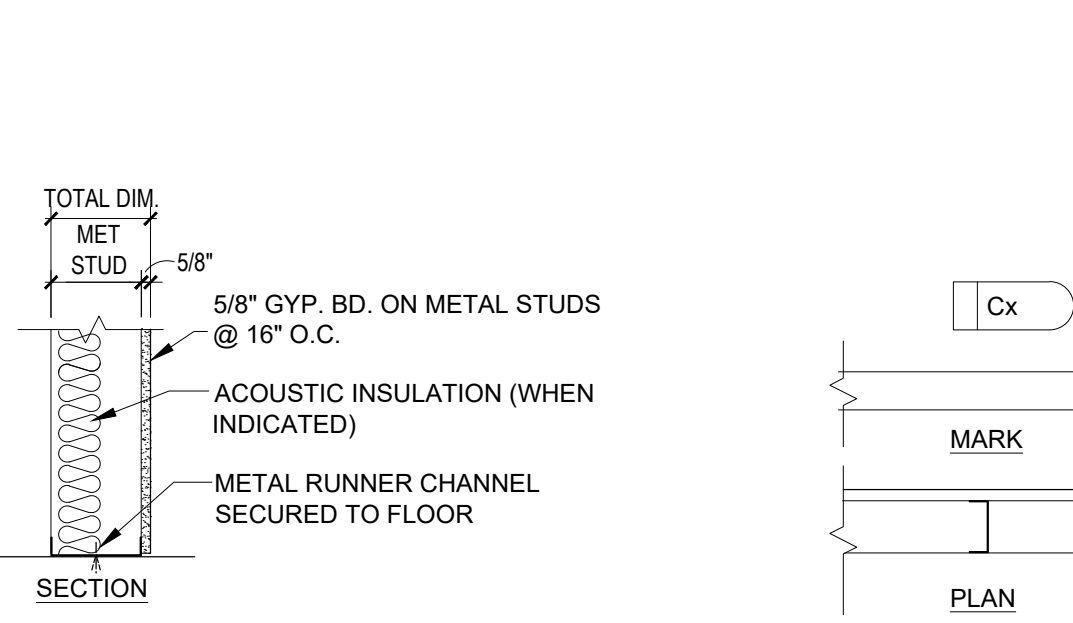 TOTAL DIM.
MET
STUD
5/8"
5/8" GYP. BD. ON METAL STUDS
@ 16" O.C.
ACOUSTIC INSULATION (WHEN
INDICATED)
METAL RUNNER CHANNEL
SECURED TO FLOOR
SECTION
Cx
MARK
PLAN